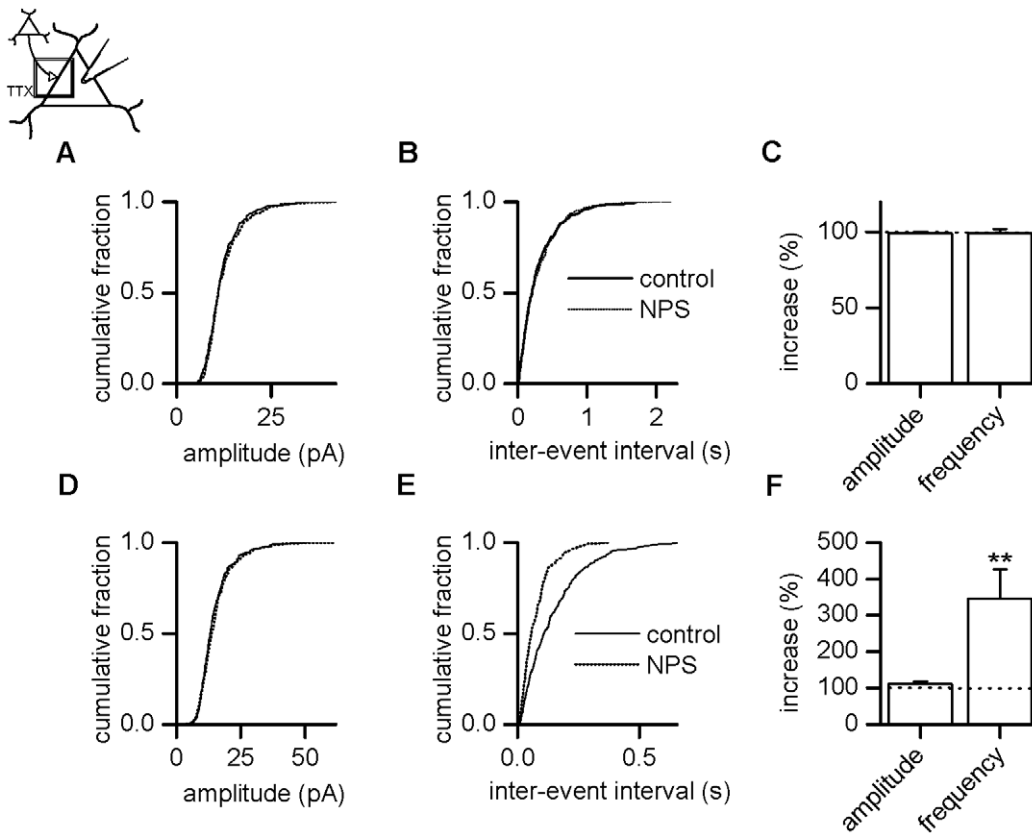 TTX
A
cumulative fraction
1.0
0.5
0.0
0
25
amplitude (pA)
B
cumulative fraction
1.0
0.5
0.0
control
NPS
0
1
2
inter-event interval (s)
C
increase (%)
100
50
0
amplitude
frequency
D
cumulative fraction
1.0
0.5
0.0
0
25
50
amplitude (pA)
E
cumulative fraction
1.0
0.5
0.0
control
NPS
0.0
0.5
inter-event interval (s)
F
increase (%)
500
400
300
200
100
0
**
amplitude
frequency